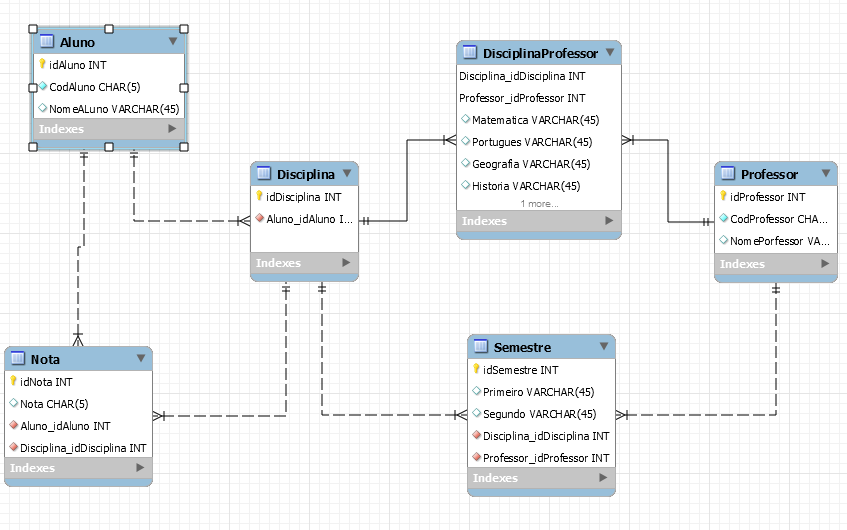 Aluno
idAluno INT
CodAluno CHAR(5)
NomeALuno VARCHAR(45)
Indexes
DisciplinaProfessor
Disciplina_idDisciplina INT
Professor_idProfessor INT
Matematica VARCHAR(45)
Portugues VARCHAR(45)
Geografia VARCHAR(45)
Historia VARCHAR(45)
1 more...
Indexes
Disciplina
idDisciplina INT
Aluno_idAluno I...
Indexes
Professor
idProfessor INT
CodProfessor CHA...
NomePorfessor VA...
Indexes
Nota
idNota INT
Nota CHAR(5)
Aluno_idAluno INT
Disciplina_idDisciplina INT
Indexes
Semestre
idSemestre INT
Primeiro VARCHAR(45)
Segundo VARCHAR(45)
Disciplina_idDisciplina INT
Professor_idProfessor INT
Indexes